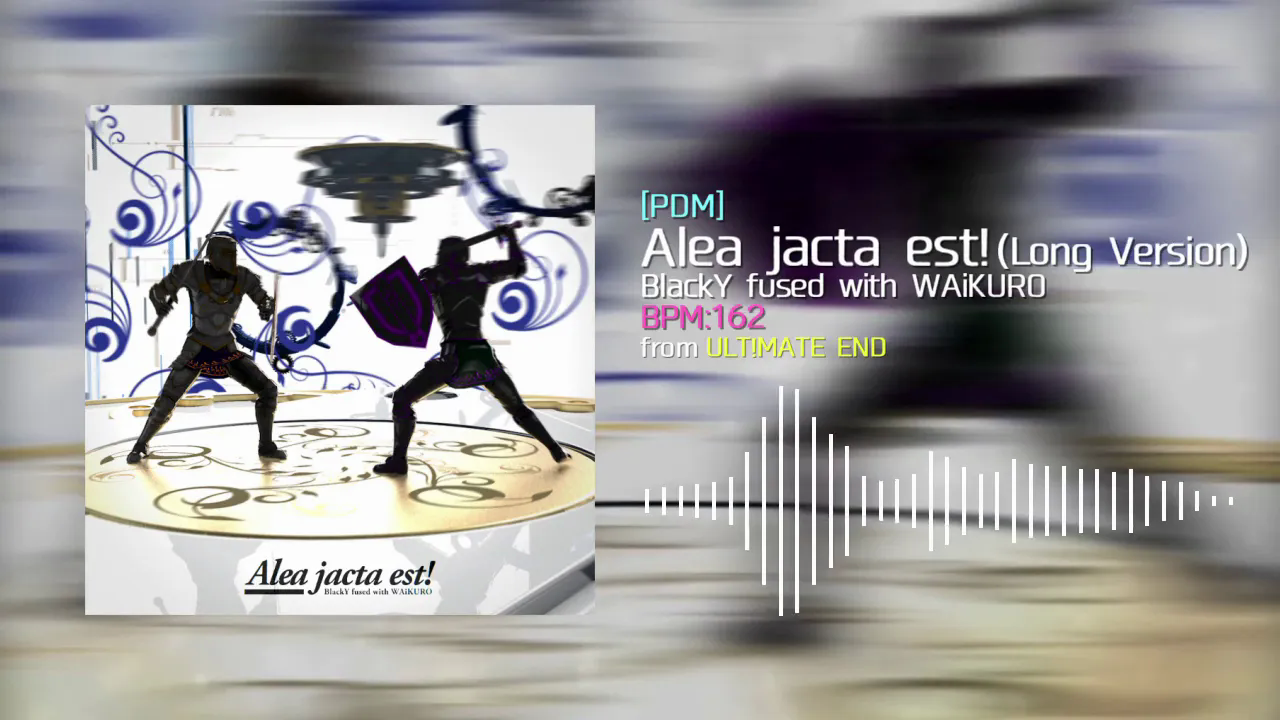 [PDM]
Alea jacta est! (Long Version)
BlackY fused with WAiKURO
BPM:162
from ULT!MATE END
Alea jacta est!
BlackY fused with WAiKURO